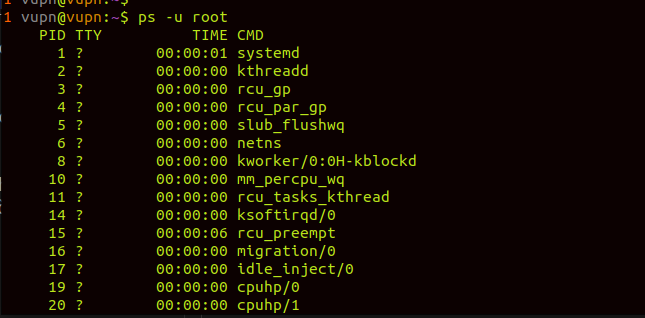 1 vupn@vupn:~$
1 vupn@vupn:~$ ps -u root
PID TTY TIME CMD
1 ? 00:00:01 systemd
2 ? 00:00:00 kthreadd
3 ? 00:00:00 rcu_gp
4 ? 00:00:00 rcu_par_gp
5 ? 00:00:00 slub_flushwq
6 ? 00:00:00 netns
8 ? 00:00:00 kworker/0:0H-kblockd
10 ? 00:00:00 mm_percpu_wq
11 ? 00:00:00 rcu_tasks_kthread
14 ? 00:00:00 ksoftirqd/0
15 ? 00:00:06 rcu_preempt
16 ? 00:00:00 migration/0
17 ? 00:00:00 idle_inject/0
19 ? 00:00:00 cpuhp/0
20 ? 00:00:00 cpuhp/1